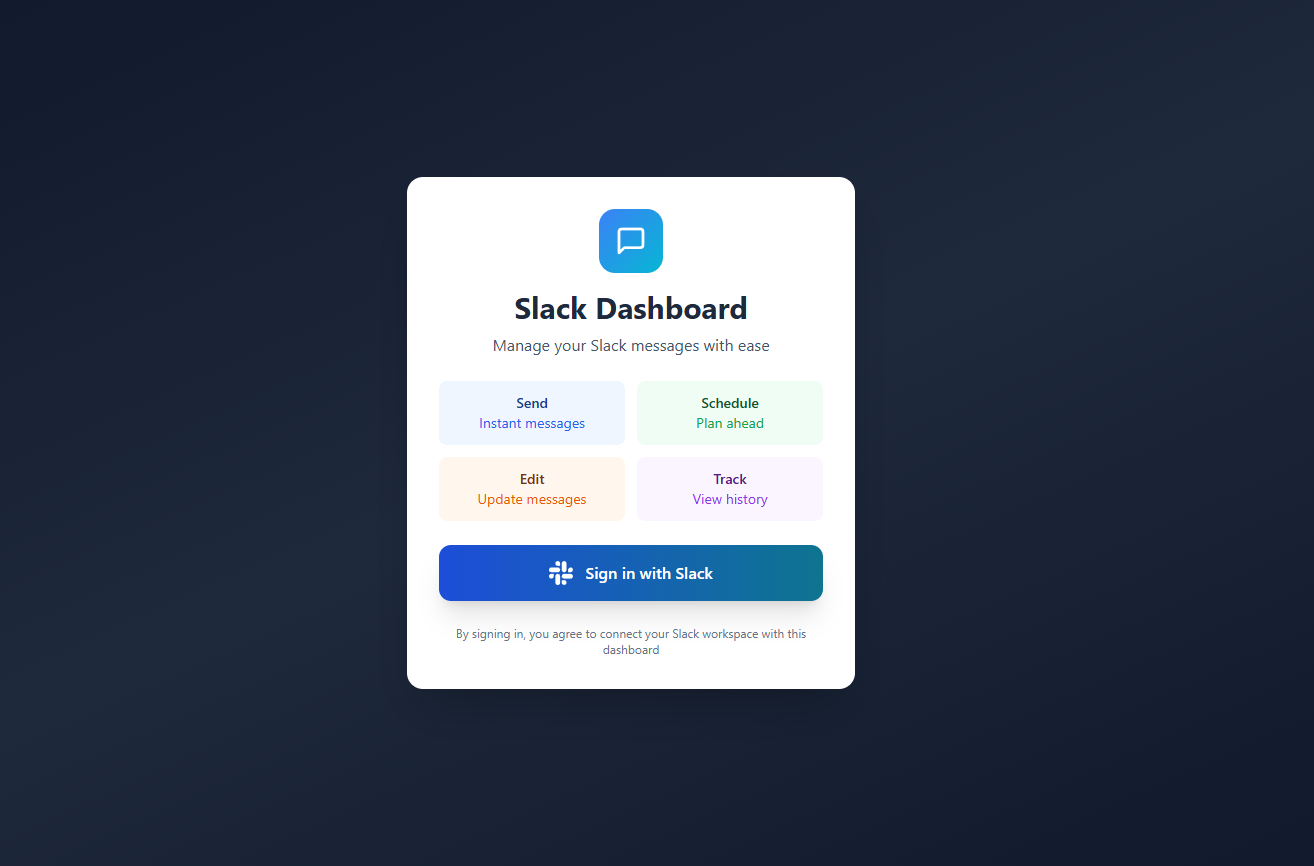 Slack Dashboard
Manage your Slack messages with ease
Send
Instant messages
Schedule
Plan ahead
Edit
Update messages
Track
View history
Sign in with Slack
By signing in, you agree to connect your Slack workspace with this
dashboard